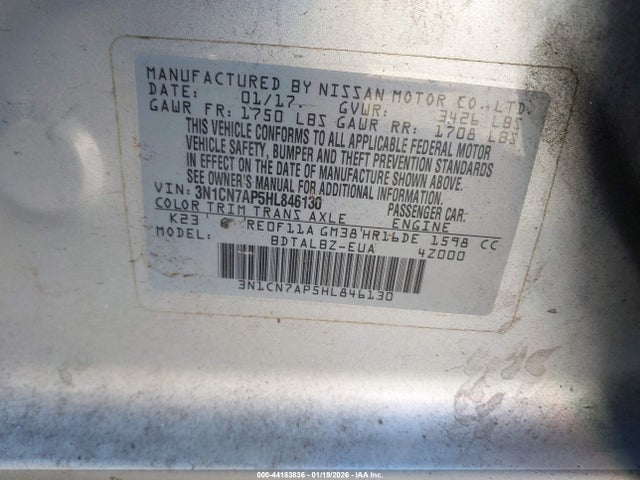 MANUFACTURED BY NISSAN MOTOR CO., LTD.
DATE: 01/17 GVWR: 3426 LBS
GAWR FR: 1750 LBS GAWR RR: 1708 LBS
THIS VEHICLE CONFORMS TO ALL APPLICABLE FEDERAL MOTOR
VEHICLE SAFETY, BUMPER AND THEFT PREVENTION STANDARDS
IN EFFECT ON THE DATE OF MANUFACTURE SHOWN ABOVE.
SEE OWNER'S MANUAL FOR ADDITIONAL INFORMATION.
VIN: 3N1CN7AP5HL846130 PASSENGER CAR.
COLOR TRIM TRANS AXLE ENGINE
K23 G RE0F11A GM38 HR16DE 1598 CC
MODEL: BDTALBZ-EUA 4Z000
3N1CN7AP5HL846130
000-44183836 - 01/19/2026 - IAA Inc.